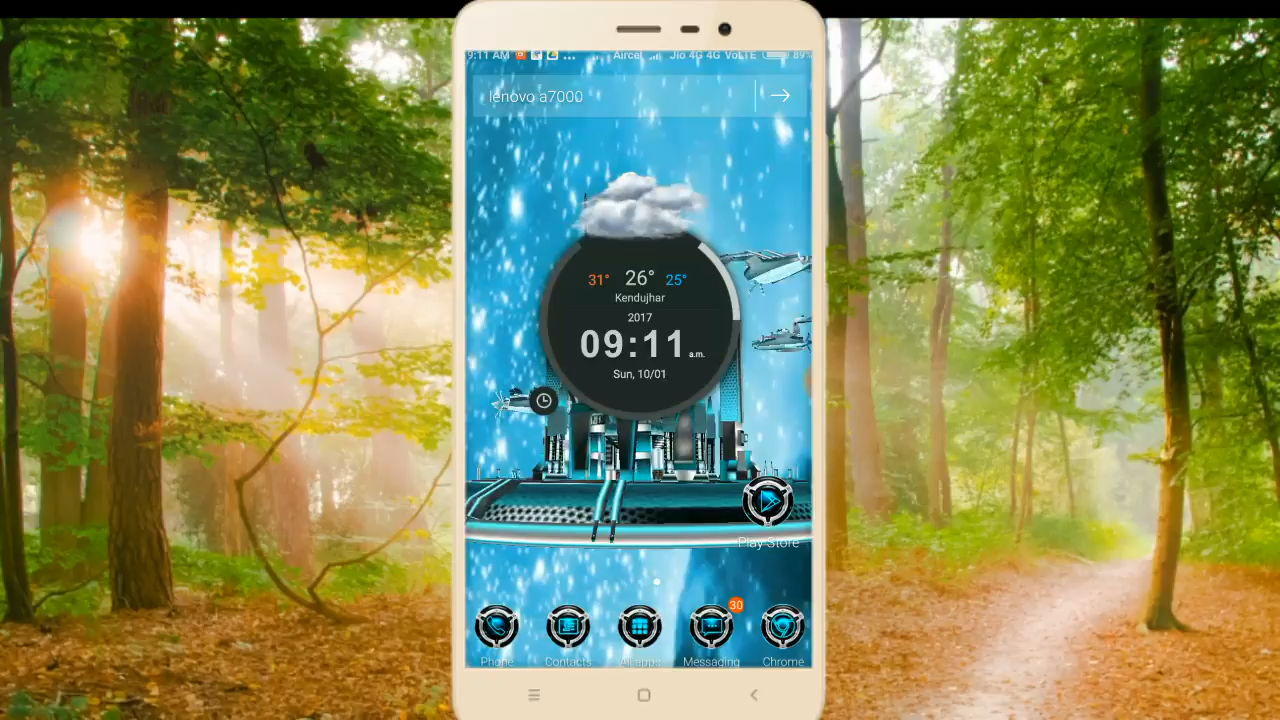 9:11 AM ... Aircel Jio 4G 4G VoLTE 89%
lenovo a7000
31° 26° 25°
Kendujhar
2017
09:11 a.m.
Sun, 10/01
Play Store
30
Phone Contacts All apps Messaging Chrome